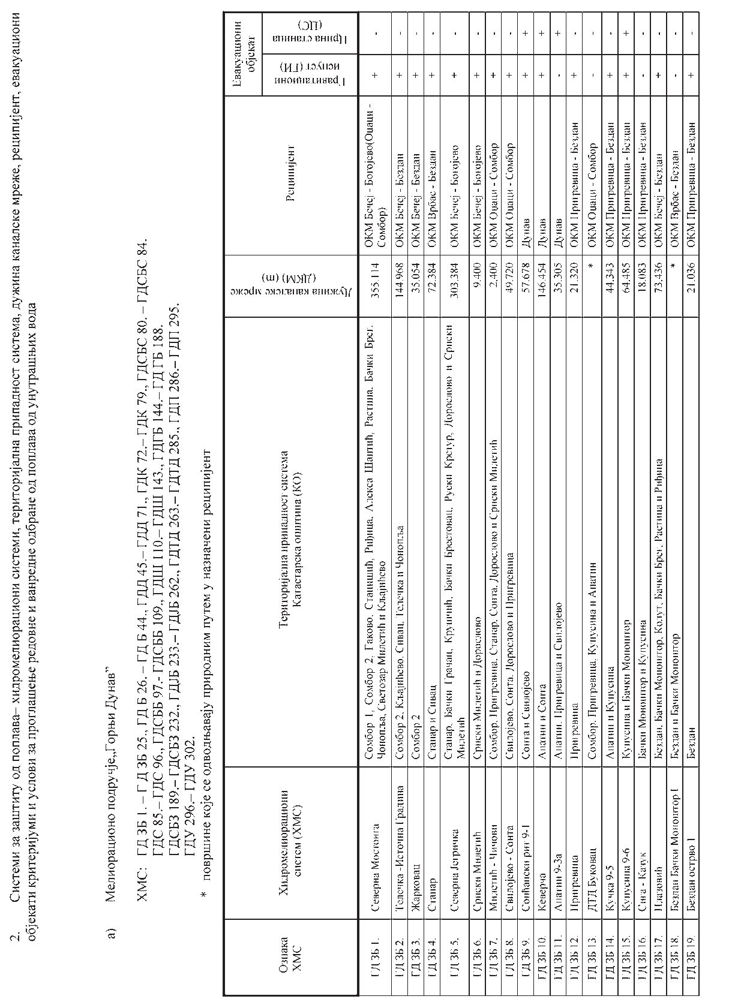 2. Системи за заштиту од поплава– хидромелиорациони системи, територијална припадност система, дужина каналске мреже, реципијент, евакуациони
објекати критеријуми и услови за проглашење редовне и ванредне одбране од поплава од унутрашњих вода
а) Мелиорационо подручје„Горњи Дунав”
ХМС: ГД ЗБ 1. – Г Д ЗБ 25., ГД Б 26. – ГД Б 44., ГДД 45.– ГДД 71., ГДК 72.– ГДК 79., ГДСБС 80. – ГДСБС 84.
ГДС 85.– ГДС 96., ГДСББ 97.- ГДСББ 109., ГДШ 110.– ГДШ 143., ГДГБ 144.– ГДГБ 188.
ГДСБЗ 189.– ГДСБЗ 232., ГДЈБ 233.– ГДЈБ 262., ГДТД 263.– ГДТД 285., ГДП 286.– ГДП 295.
ГДУ 296.– ГДУ 302.
* површине које се одводњавају природним путем у назначени реципијент
Ознака ХМС
Хидромелиорациони систем (ХМС)
Територијална припадност система Катастарска општина (КО)
Дужина каналске мреже (ДКМ) (m)
Реципијент
Евакуациони објекат
Гравитациони испуст (ГИ)
Црпна станица (ЦС)
ГД ЗБ 1. Северна Мостонга Сомбор 1, Сомбор 2, Гаково, Станишић, Риђица, Алекса Шантић, Растина, Бачки Брег,
Чонопља, Светозар Милетић и Кљајићево 355.114 ОКМ Бечеј - Богојево(Оџаци - Сомбор) + -
ГД ЗБ 2. Телечка -Источна Градина Сомбор 2, Кљајићево, Сивац, Телечка и Чонопља 144.968 ОКМ Бечеј - Бездан + -
ГД ЗБ 3. Жарковац Сомбор 2 35.054 ОКМ Бечеј - Бездан + -
ГД ЗБ 4. Стапар Стапар и Сивац 72.384 ОКМ Врбас - Бездан + -
ГД ЗБ 5. Северна Јегричка Стапар, Бачки Грачац, Крушчић, Бачки Брестовац, Руски Крстур, Дорослово и Српски
Милетић 303.384 ОКМ Бечеј - Богојево + -
ГД ЗБ 6. Српски Милетић Српски Милетић и Дорослово 9.400 ОКМ Бечеј - Богојево + -
ГД ЗБ 7. Милетић - Чичови Сомбор, Пригревица, Стапар, Сонта, Дорослово и Српски Милетић 2.400 ОКМ Оџаци - Сомбор + -
ГД ЗБ 8. Свилојево - Сонта Свилојево, Сонта, Дорослово и Пригревица 49.720 ОКМ Оџаци - Сомбор + -
ГД ЗБ 9. Сонћански рит 9-1 Сонта и Свилојево 57.678 Дунав + +
ГД ЗБ 10. Кеверча Апатин и Сонта 146.454 Дунав + +
ГД ЗБ 11. Апатин 9-3а Апатин, Пригревица и Свилојево 35.305 Дунав - +
ГД ЗБ 12. Пригревица Пригревица 21.320 ОКМ Пригревица - Бездан + -
ГД ЗБ 13. ДТД Буковац Сомбор, Пригревица, Купусина и Апатин * ОКМ Оџаци - Сомбор - -
ГД ЗБ 14. Кучка 9-5 Апатин и Купусина 44.343 ОКМ Пригревица - Бездан + -
ГД ЗБ 15. Купусина 9-6 Купусина и Бачки Моноштор 64.485 ОКМ Пригревица - Бездан + +
ГД ЗБ 16. Сига - Качук Бачки Моноштор и Купусина 18.083 ОКМ Пригревица - Бездан - -
ГД ЗБ 17. Плазовић Бездан, Бачки Моноштор, Колут, Бачки Брег, Растина и Риђица 73.436 ОКМ Бечеј - Бездан + -
ГД ЗБ 18. Бездан Бачки Моноштор I Бездан и Бачки Моноштор * ОКМ Врбас - Бездан - -
ГД ЗБ 19. Бездан острво I Бездан 21.036 ОКМ Пригревица - Бездан + -